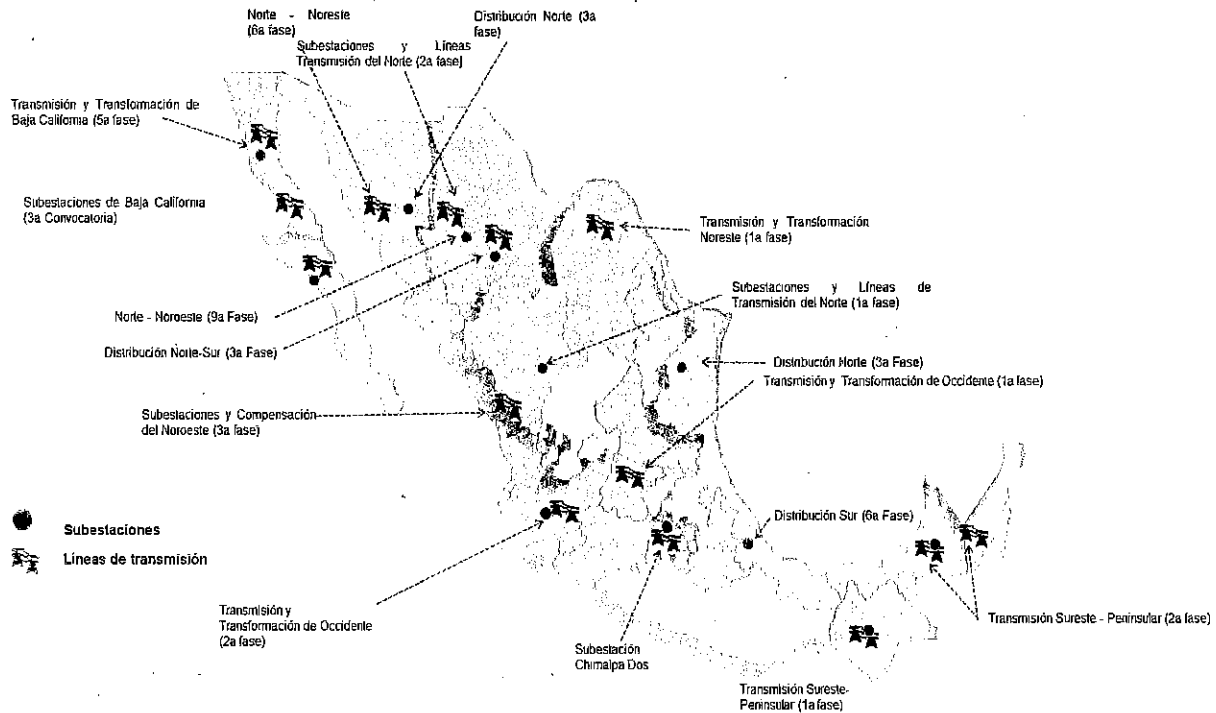 Norte - Noreste
(6a fase)
Distribución Norte (3a
fase)
Subestaciones y Líneas
Transmisión del Norte (2a fase)
Transmisión y Transformación de
Baja California (5a fase)
Subestaciones de Baja California
(3a Convocatoria)
Transmisión y Transformación
Noreste (1a fase)
Subestaciones y Líneas de
Transmisión del Norte (1a fase)
Norte - Noroeste (9a Fase)
Distribución Norte-Sur (3a Fase)
Distribución Norte (3a Fase)
Transmisión y Transformación de Occidente (1a fase)
Subestaciones y Compensación
del Noroeste (3a fase)
Subestaciones
Líneas de transmisión
Distribución Sur (6a Fase)
Transmisión y
Transformación de Occidente
(2a fase)
Subestación
Chimalpa Dos
Transmisión Sureste - Peninsular (2a fase)
Transmisión Sureste-
Peninsular (1a fase)